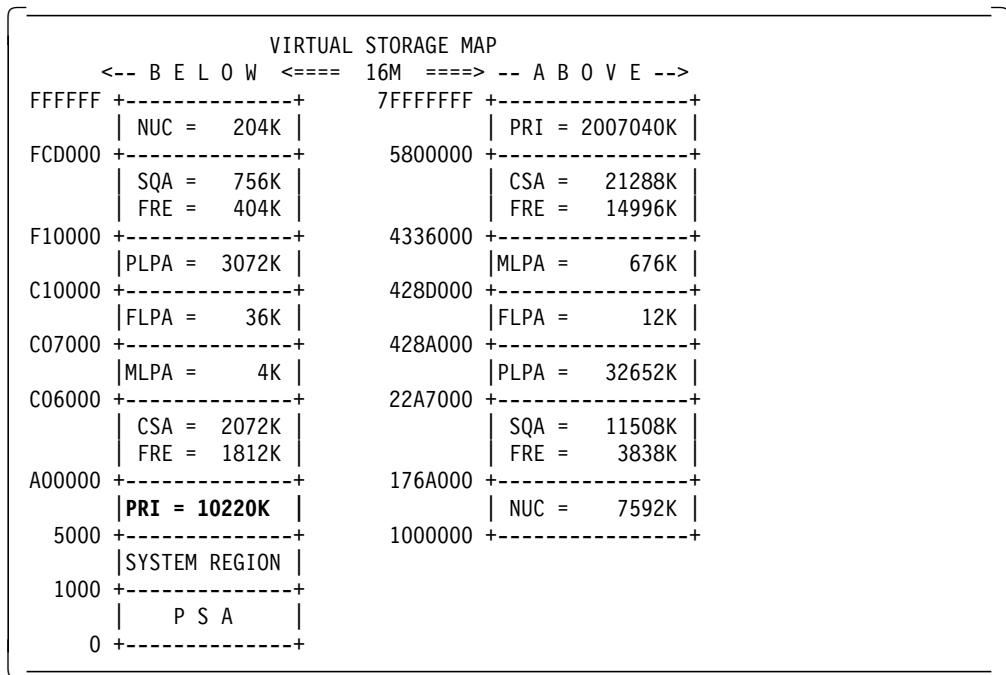 VIRTUAL STORAGE MAP
<-- B E L O W <==== 16M ====> -- A B O V E -->
FFFFFF +--------------+ 7FFFFFFF +----------------+
| NUC = 204K | | PRI = 2007040K |
FCD000 +--------------+ 5800000 +----------------+
| SQA = 756K | | CSA = 21288K |
| FRE = 404K | | FRE = 14996K |
F10000 +--------------+ 4336000 +----------------+
|PLPA = 3072K | |MLPA = 676K |
C10000 +--------------+ 428D000 +----------------+
|FLPA = 36K | |FLPA = 12K |
C07000 +--------------+ 428A000 +----------------+
|MLPA = 4K | |PLPA = 32652K |
C06000 +--------------+ 22A7000 +----------------+
| CSA = 2072K | | SQA = 11508K |
| FRE = 1812K | | FRE = 3838K |
A00000 +--------------+ 176A000 +----------------+
|PRI = 10220K | | NUC = 7592K |
5000 +--------------+ 1000000 +----------------+
|SYSTEM REGION |
1000 +--------------+
| P S A |
0 +--------------+